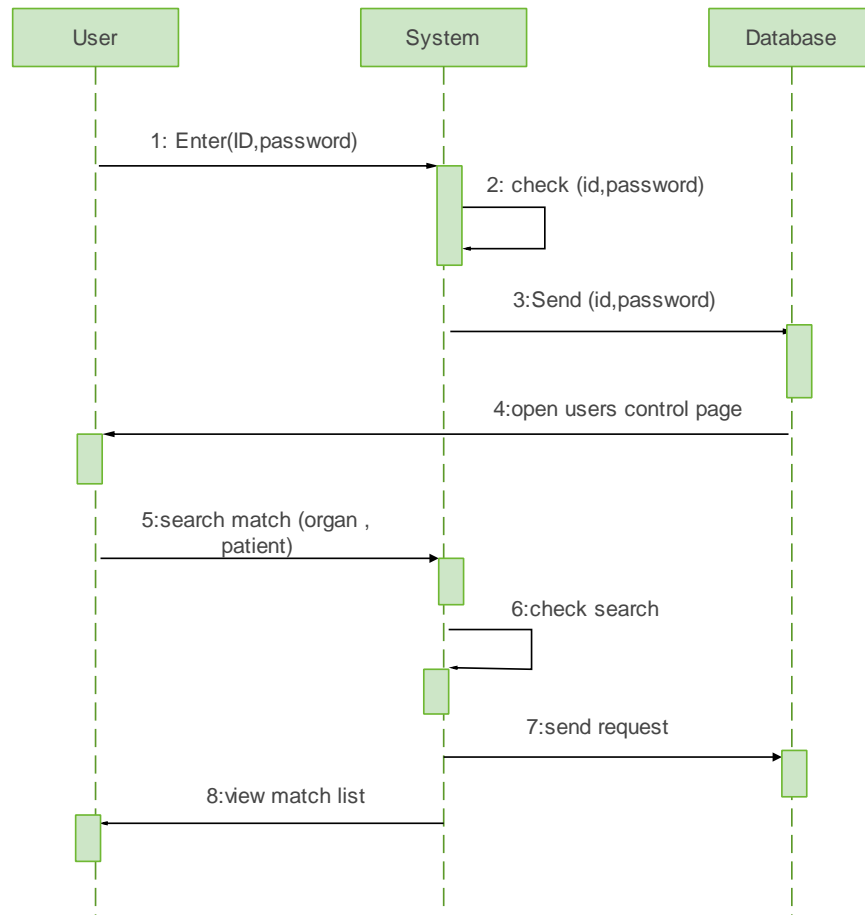 User
System
Database
1: Enter(ID,password)
2: check (id,password)
3:Send (id,password)
4:open users control page
5:search match (organ ,
patient)
6:check search
7:send request
8:view match list